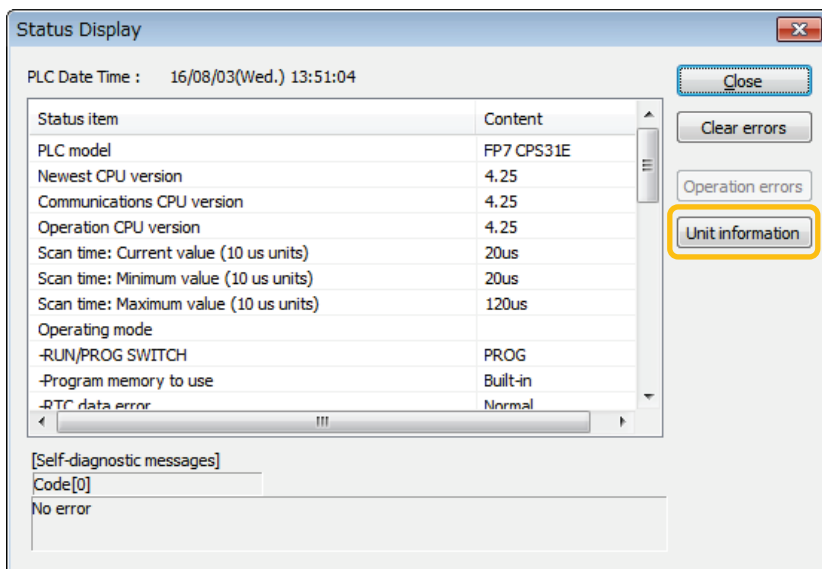 Status Display
PLC Date Time : 16/08/03(Wed.) 13:51:04
Close
Status item Content
Clear errors
PLC model FP7 CPS31E
Newest CPU version 4.25
Communications CPU version 4.25
Operation errors
Operation CPU version 4.25
Unit information
Scan time: Current value (10 us units) 20us
Scan time: Minimum value (10 us units) 20us
Scan time: Maximum value (10 us units) 120us
Operating mode
-RUN/PROG SWITCH PROG
-Program memory to use Built-in
-RTC data error Normal
[Self-diagnostic messages]
Code[0]
No error